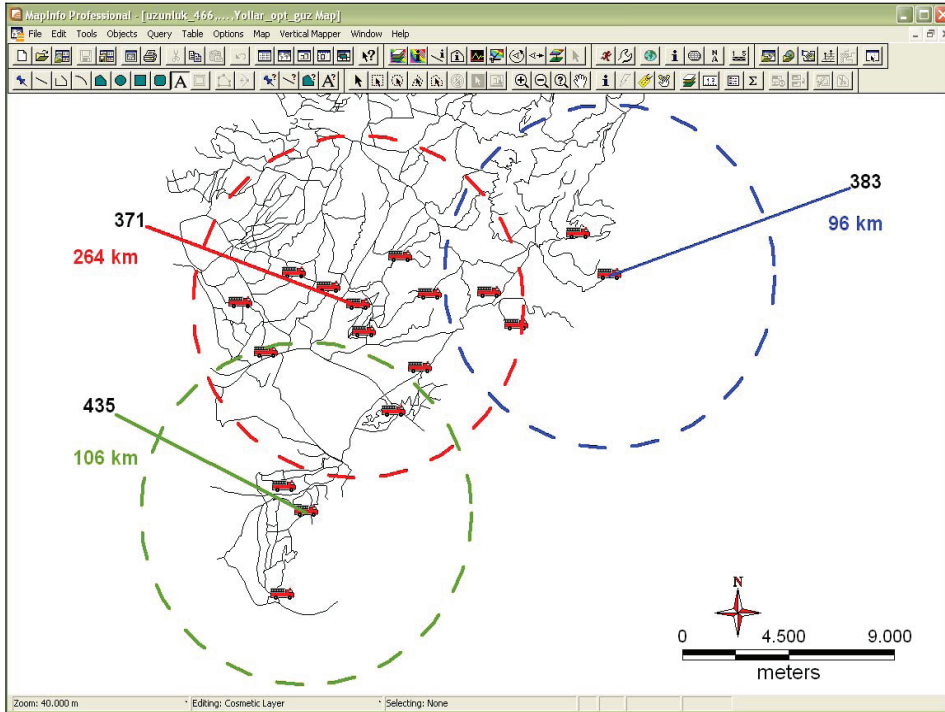 MapInfo Professional - [uzunluk_466,...,Yollar_opt_guz Map]
File Edit Tools Objects Query Table Options Map Vertical Mapper Window Help
383
371
96 km
264 km
435
106 km
N
0 4.500 9.000
meters
Zoom: 40.000 m Editing: Cosmetic Layer Selecting: None